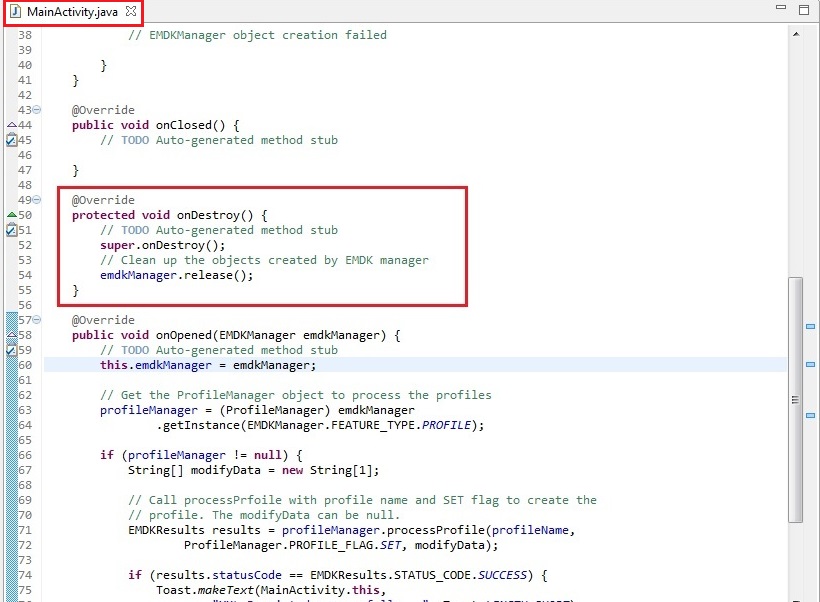 MainActivity.java
38 // EMDKManager object creation failed
39
40 }
41 }
42
43 @Override
44 public void onClosed() {
45 // TODO Auto-generated method stub
46
47 }
48
49 @Override
50 protected void onDestroy() {
51 // TODO Auto-generated method stub
52 super.onDestroy();
53 // Clean up the objects created by EMDK manager
54 emdkManager.release();
55 }
56
57 @Override
58 public void onOpened(EMDKManager emdkManager) {
59 // TODO Auto-generated method stub
60 this.emdkManager = emdkManager;
61
62 // Get the ProfileManager object to process the profiles
63 profileManager = (ProfileManager) emdkManager
64 .getInstance(EMDKManager.FEATURE_TYPE.PROFILE);
65
66 if (profileManager != null) {
67 String[] modifyData = new String[1];
68
69 // Call processPrfoile with profile name and SET flag to create the
70 // profile. The modifyData can be null.
71 EMDKResults results = profileManager.processProfile(profileName,
72 ProfileManager.PROFILE_FLAG.SET, modifyData);
73
74 if (results.statusCode == EMDKResults.STATUS_CODE.SUCCESS) {
75 Toast.makeText(MainActivity.this,